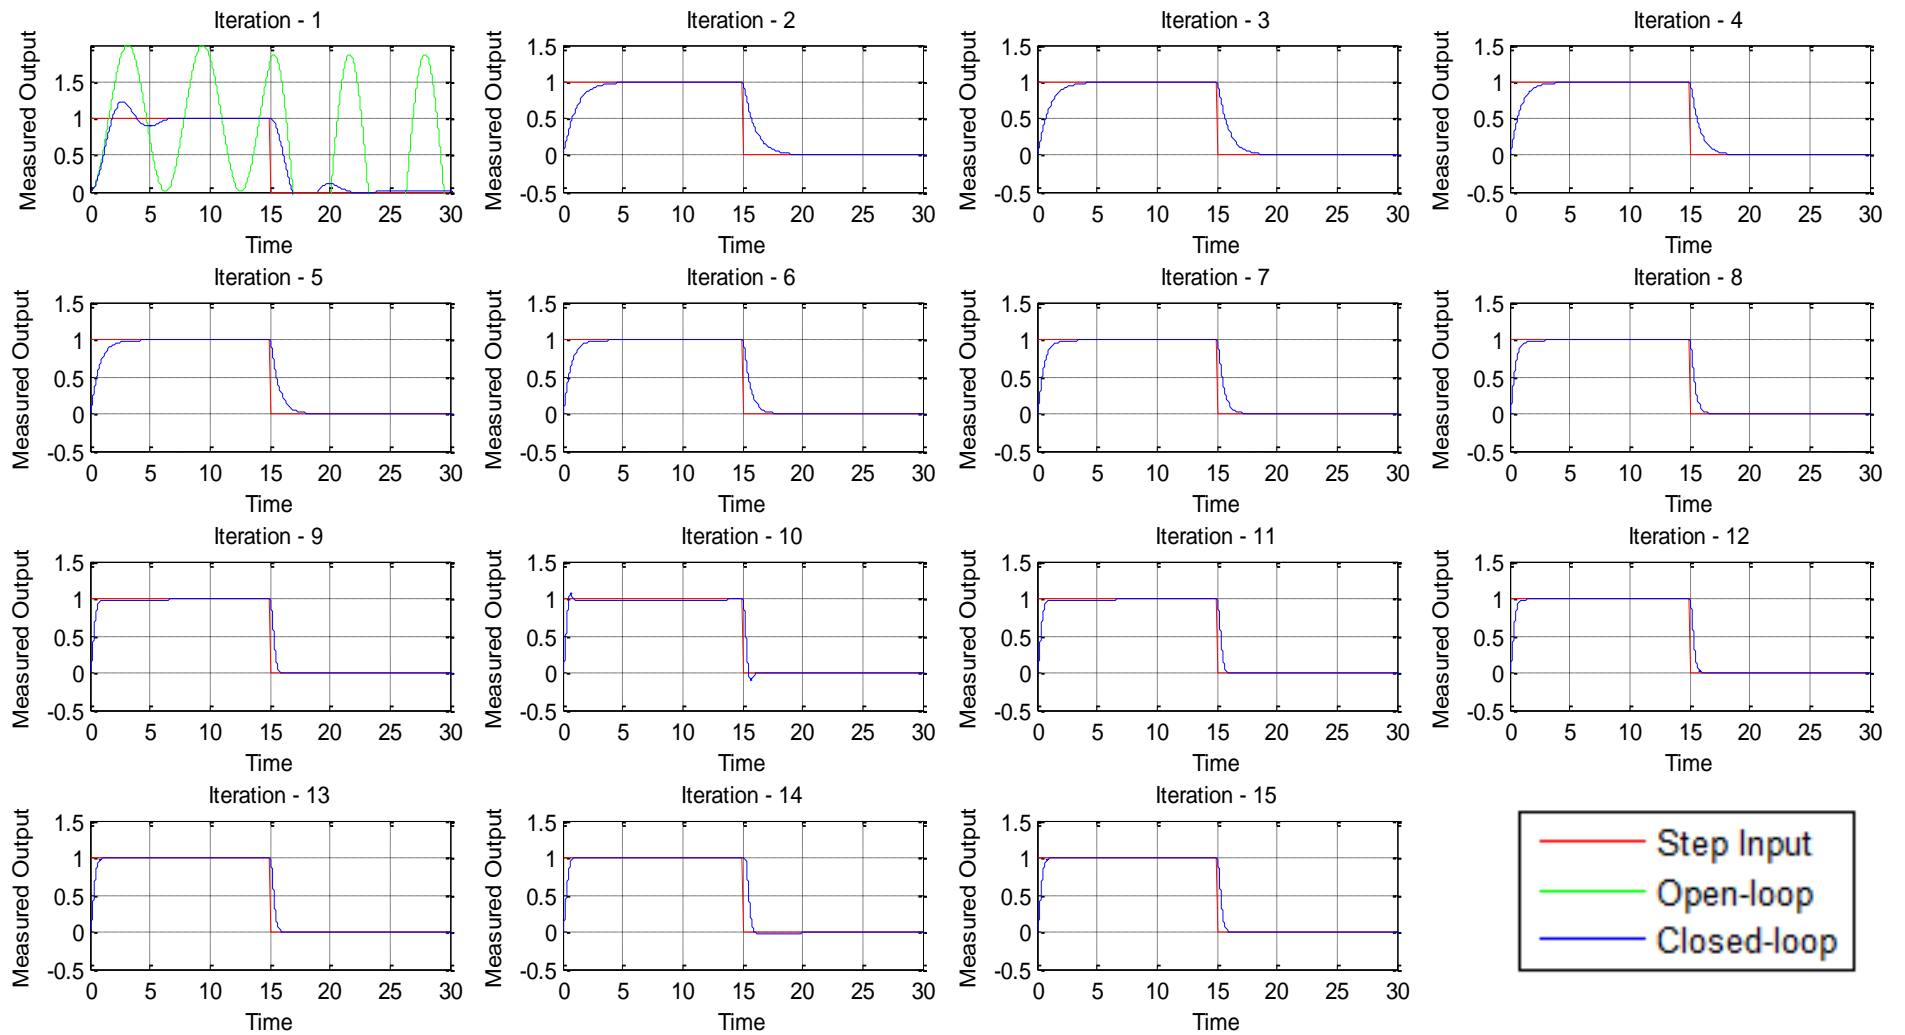 Iteration - 1
Measured Output
1.5
1
0.5
0
0 5 10 15 20 25 30
Time
Iteration - 2
Measured Output
1.5
1
0.5
0
-0.5
0 5 10 15 20 25 30
Time
Iteration - 3
Measured Output
1.5
1
0.5
0
-0.5
0 5 10 15 20 25 30
Time
Iteration - 4
Measured Output
1.5
1
0.5
0
-0.5
0 5 10 15 20 25 30
Time
Iteration - 5
Measured Output
1.5
1
0.5
0
-0.5
0 5 10 15 20 25 30
Time
Iteration - 6
Measured Output
1.5
1
0.5
0
-0.5
0 5 10 15 20 25 30
Time
Iteration - 7
Measured Output
1.5
1
0.5
0
-0.5
0 5 10 15 20 25 30
Time
Iteration - 8
Measured Output
1.5
1
0.5
0
-0.5
0 5 10 15 20 25 30
Time
Iteration - 9
Measured Output
1.5
1
0.5
0
-0.5
0 5 10 15 20 25 30
Time
Iteration - 10
Measured Output
1.5
1
0.5
0
-0.5
0 5 10 15 20 25 30
Time
Iteration - 11
Measured Output
1.5
1
0.5
0
-0.5
0 5 10 15 20 25 30
Time
Iteration - 12
Measured Output
1.5
1
0.5
0
-0.5
0 5 10 15 20 25 30
Time
Iteration - 13
Measured Output
1.5
1
0.5
0
-0.5
0 5 10 15 20 25 30
Time
Iteration - 14
Measured Output
1.5
1
0.5
0
-0.5
0 5 10 15 20 25 30
Time
Iteration - 15
Measured Output
1.5
1
0.5
0
-0.5
0 5 10 15 20 25 30
Time
Step Input
Open-loop
Closed-loop